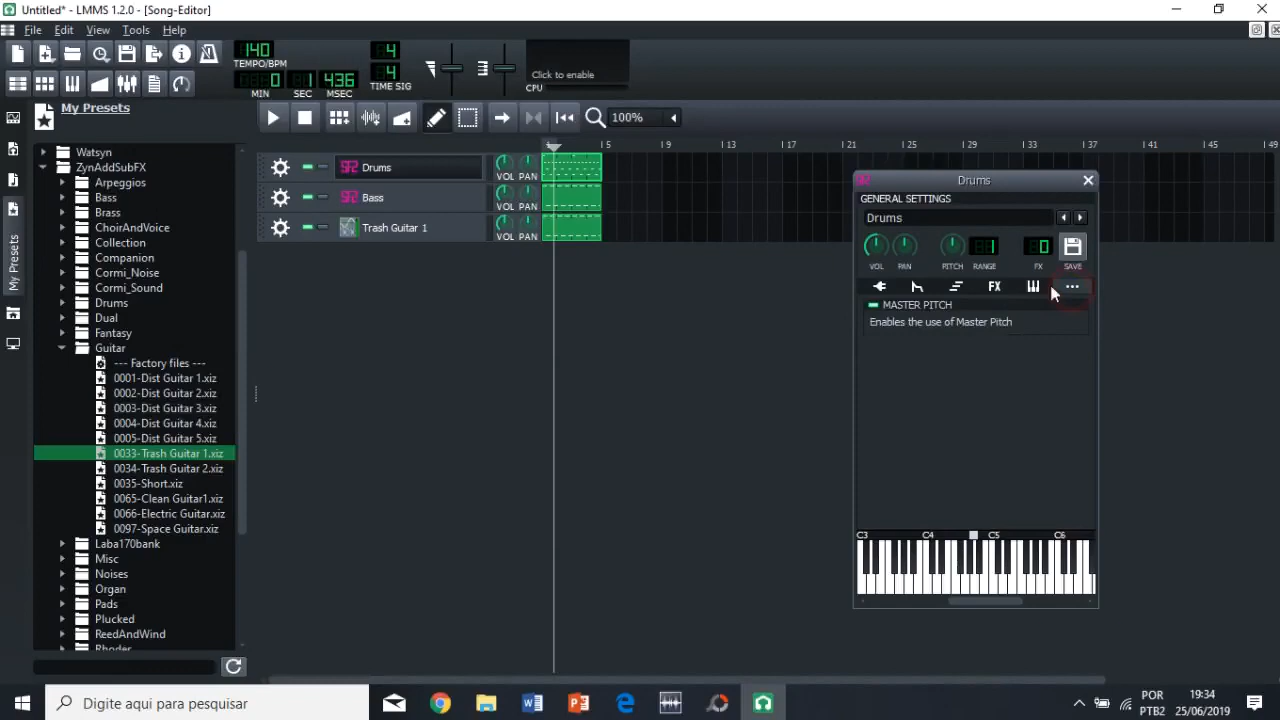 Untitled* - LMMS 1.2.0 - [Song-Editor]
File Edit View Tools Help
140
TEMPO/BPM
0 1 436
MIN SEC MSEC
4
4
TIME SIG
Click to enable
CPU
My Presets
My Presets
100%
Watsyn
ZynAddSubFX
Arpeggios
Bass
Brass
ChoirAndVoice
Collection
Companion
Cormi_Noise
Cormi_Sound
Drums
Dual
Fantasy
Guitar
--- Factory files ---
0001-Dist Guitar 1.xiz
0002-Dist Guitar 2.xiz
0003-Dist Guitar 3.xiz
0004-Dist Guitar 4.xiz
0005-Dist Guitar 5.xiz
0033-Trash Guitar 1.xiz
0034-Trash Guitar 2.xiz
0035-Short.xiz
0065-Clean Guitar1.xiz
0066-Electric Guitar.xiz
0097-Space Guitar.xiz
Laba170bank
Misc
Noises
Organ
Pads
Plucked
ReedAndWind
Rhodes
5 9 13 17 21 25 29 33 37 41 45 49
Drums VOL PAN
Bass VOL PAN
Trash Guitar 1 VOL PAN
Drums
GENERAL SETTINGS
Drums
1 0
VOL PAN PITCH RANGE FX SAVE
FX
MASTER PITCH
Enables the use of Master Pitch
C3 C4 C5 C6
Digite aqui para pesquisar
POR
PTB2
19:34
25/06/2019